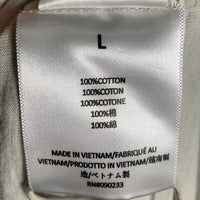 L
100%COTTON
100%COTON
100%COTONE
100%棉
100%綿
MADE IN VIETNAM/FABRIQUÉ AU
VIETNAM/PRODOTTO IN VIETNAM/越南製
造/ベトナム製
RN#090233